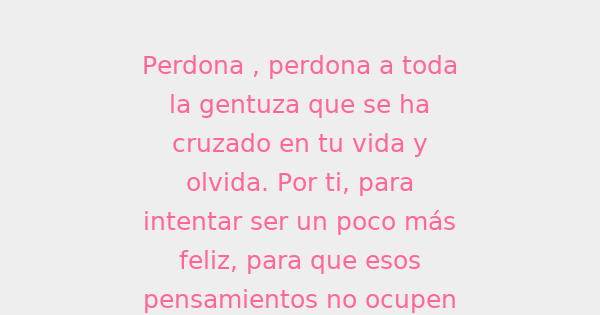 Perdona , perdona a toda
la gentuza que se ha
cruzado en tu vida y
olvida. Por ti, para
intentar ser un poco más
feliz, para que esos
pensamientos no ocupen